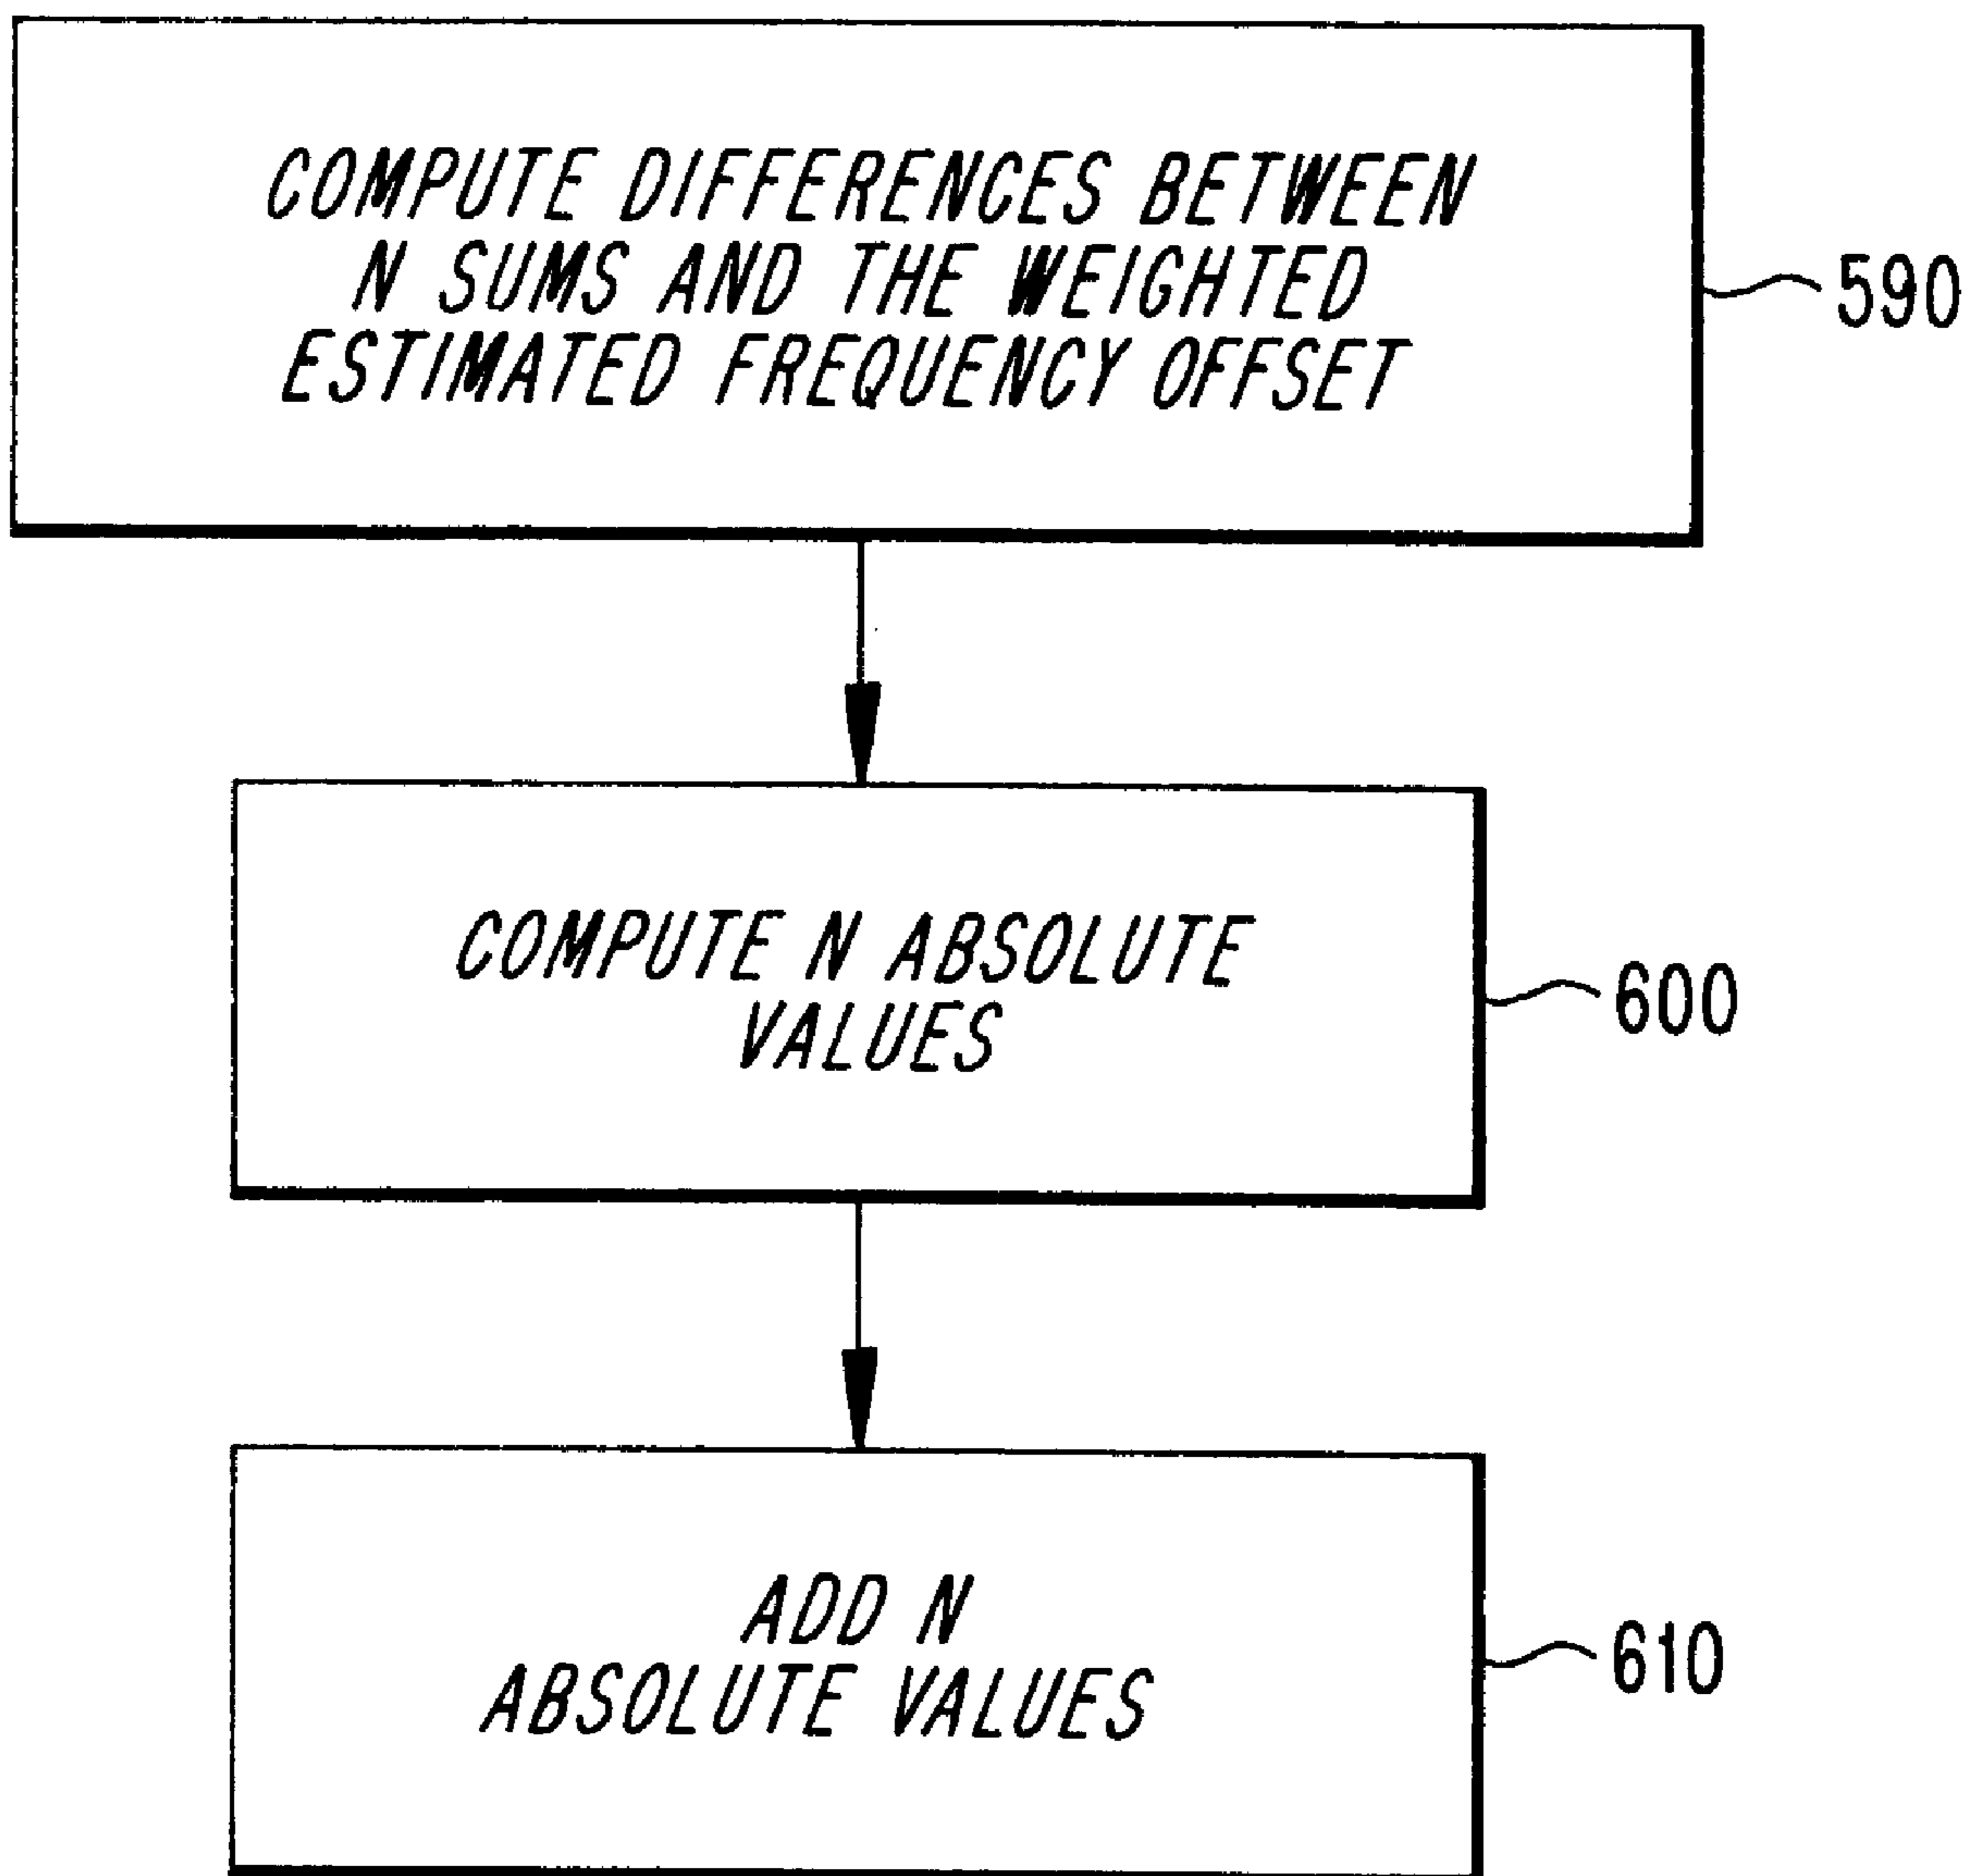 COMPUTE DIFFERENCES BETWEEN
N SUMS AND THE WEIGHTED
ESTIMATED FREQUENCY OFFSET
590
COMPUTE N ABSOLUTE
VALUES
600
ADD N
ABSOLUTE VALUES
610